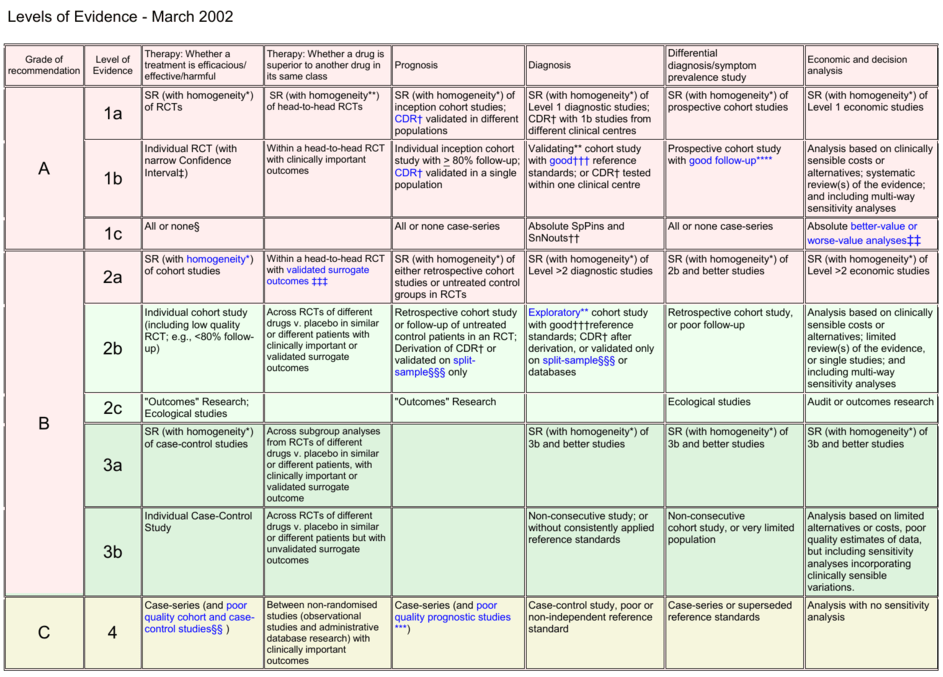 Levels of Evidence - March 2002
Grade of
recommendation
Level of
Evidence
Therapy: Whether a
treatment is efficacious/
effective/harmful
Therapy: Whether a drug is
superior to another drug in
its same class
Prognosis
Diagnosis
Differential
diagnosis/symptom
prevalence study
Economic and decision
analysis
A
1a
SR (with homogeneity*)
of RCTs
SR (with homogeneity**)
of head-to-head RCTs
SR (with homogeneity*) of
inception cohort studies;
CDR† validated in different
populations
SR (with homogeneity*) of
Level 1 diagnostic studies;
CDR† with 1b studies from
different clinical centres
SR (with homogeneity*) of
prospective cohort studies
SR (with homogeneity*) of
Level 1 economic studies
1b
Individual RCT (with
narrow Confidence
Interval‡)
Within a head-to-head RCT
with clinically important
outcomes
Individual inception cohort
study with > 80% follow-up;
CDR† validated in a single
population
Validating** cohort study
with good††† reference
standards; or CDR† tested
within one clinical centre
Prospective cohort study
with good follow-up****
Analysis based on clinically
sensible costs or
alternatives; systematic
review(s) of the evidence;
and including multi-way
sensitivity analyses
1c
All or none§
All or none case-series
Absolute SpPins and
SnNouts††
All or none case-series
Absolute better-value or
worse-value analyses‡‡
B
2a
SR (with homogeneity*)
of cohort studies
Within a head-to-head RCT
with validated surrogate
outcomes ‡‡‡
SR (with homogeneity*) of
either retrospective cohort
studies or untreated control
groups in RCTs
SR (with homogeneity*) of
Level >2 diagnostic studies
SR (with homogeneity*) of
2b and better studies
SR (with homogeneity*) of
Level >2 economic studies
2b
Individual cohort study
(including low quality
RCT; e.g., <80% follow-
up)
Across RCTs of different
drugs v. placebo in similar
or different patients with
clinically important or
validated surrogate
outcomes
Retrospective cohort study
or follow-up of untreated
control patients in an RCT;
Derivation of CDR† or
validated on split-
sample§§§ only
Exploratory** cohort study
with good†††reference
standards; CDR† after
derivation, or validated only
on split-sample§§§ or
databases
Retrospective cohort study,
or poor follow-up
Analysis based on clinically
sensible costs or
alternatives; limited
review(s) of the evidence,
or single studies; and
including multi-way
sensitivity analyses
2c
"Outcomes" Research;
Ecological studies
"Outcomes" Research
Ecological studies
Audit or outcomes research
3a
SR (with homogeneity*)
of case-control studies
Across subgroup analyses
from RCTs of different
drugs v. placebo in similar
or different patients, with
clinically important or
validated surrogate
outcome
SR (with homogeneity*) of
3b and better studies
SR (with homogeneity*) of
3b and better studies
SR (with homogeneity*) of
3b and better studies
3b
Individual Case-Control
Study
Across RCTs of different
drugs v. placebo in similar
or different patients but with
unvalidated surrogate
outcomes
Non-consecutive study; or
without consistently applied
reference standards
Non-consecutive
cohort study, or very limited
population
Analysis based on limited
alternatives or costs, poor
quality estimates of data,
but including sensitivity
analyses incorporating
clinically sensible
variations.
C
4
Case-series (and poor
quality cohort and case-
control studies§§ )
Between non-randomised
studies (observational
studies and administrative
database research) with
clinically important
outcomes
Case-series (and poor
quality prognostic studies
***)
Case-control study, poor or
non-independent reference
standard
Case-series or superseded
reference standards
Analysis with no sensitivity
analysis